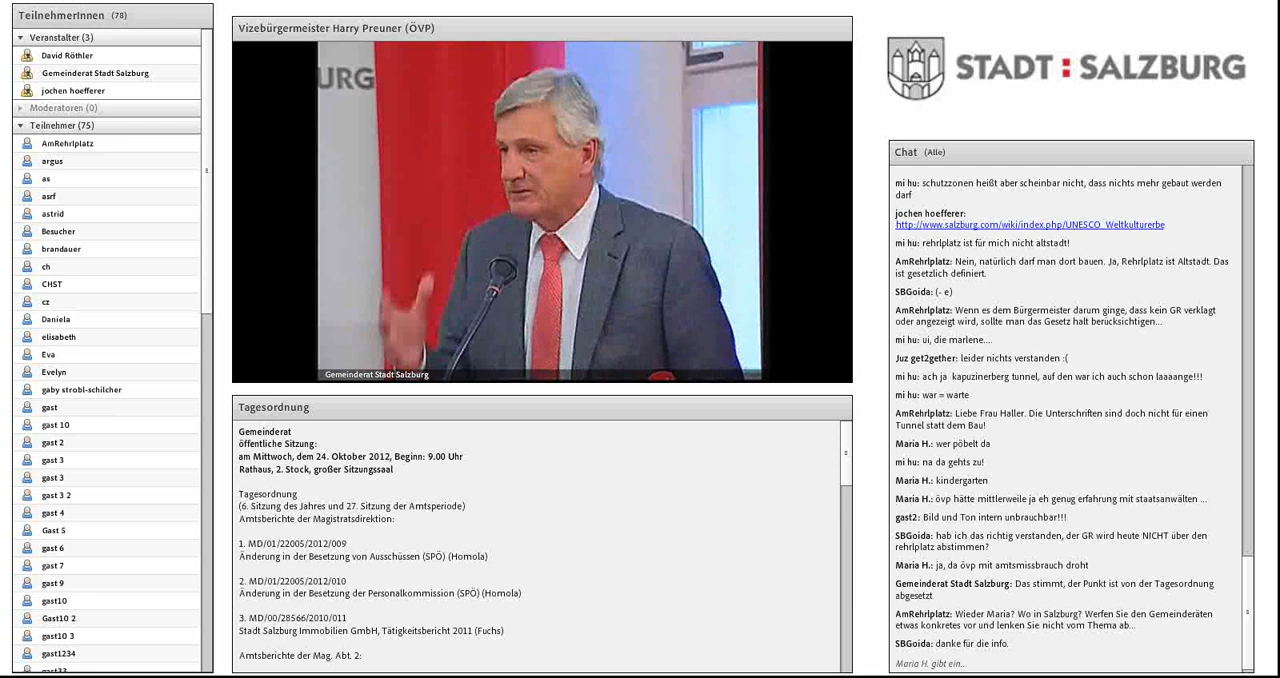 TeilnehmerInnen (78)
Veranstalter (3)
David Röthler
Gemeinderat Stadt Salzburg
jochen hoefferer
Moderatoren (0)
Teilnehmer (75)
AmRehrlplatz
argus
as
asrf
astrid
Besucher
brandauer
ch
CHST
cz
Daniela
elisabeth
Eva
Evelyn
gaby strobl-schilcher
gast
gast 10
gast 2
gast 3
gast 3
gast 3 2
gast 4
Gast 5
gast 6
gast 7
gast 9
gast10
Gast10 2
gast10 3
gast1234
gast33
Vizebürgermeister Harry Preuner (ÖVP)
URG
Gemeinderat Stadt Salzburg
Tagesordnung
Gemeinderat
öffentliche Sitzung:
am Mittwoch, dem 24. Oktober 2012, Beginn: 9.00 Uhr
Rathaus, 2. Stock, großer Sitzungssaal
Tagesordnung
(6. Sitzung des Jahres und 27. Sitzung der Amtsperiode)
Amtsberichte der Magistratsdirektion:
1. MD/01/22005/2012/009
Änderung in der Besetzung von Ausschüssen (SPÖ) (Homola)
2. MD/01/22005/2012/010
Änderung in der Besetzung der Personalkommission (SPÖ) (Homola)
3. MD/00/28566/2010/011
Stadt Salzburg Immobilien GmbH, Tätigkeitsbericht 2011 (Fuchs)
Amtsberichte der Mag. Abt. 2:
STADT : SALZBURG
Chat (Alle)
mi hu: schutzzonen heißt aber scheinbar nicht, dass nichts mehr gebaut werden
darf
jochen hoefferer:
http://www.salzburg.com/wiki/index.php/UNESCO_Weltkulturerbe
mi hu: rehrlplatz ist für mich nicht altstadt!
AmRehrlplatz: Nein, natürlich darf man dort bauen. Ja, Rehrlplatz ist Altstadt. Das
ist gesetzlich definiert.
SBGoida: (- e)
AmRehrlplatz: Wenn es dem Bürgermeister darum ginge, dass kein GR verklagt
oder angezeigt wird, sollte man das Gesetz halt berücksichtigen...
mi hu: ui, die marlene....
Juz get2gether: leider nichts verstanden :(
mi hu: ach ja kapuzinerberg tunnel, auf den war ich auch schon laaaange!!!
mi hu: war = warte
AmRehrlplatz: Liebe Frau Haller. Die Unterschriften sind doch nicht für einen
Tunnel statt dem Bau!
Maria H.: wer pöbelt da
mi hu: na da gehts zu!
Maria H.: kindergarten
Maria H.: övp hätte mittlerweile ja eh genug erfahrung mit staatsanwälten ...
gast2: Bild und Ton intern unbrauchbar!!!
SBGoida: hab ich das richtig verstanden, der GR wird heute NICHT über den
rehrlplatz abstimmen?
Maria H.: ja, da övp mit amtsmissbrauch droht
Gemeinderat Stadt Salzburg: Das stimmt, der Punkt ist von der Tagesordnung
abgesetzt
AmRehrlplatz: Wieder Maria? Wo in Salzburg? Werfen Sie den Gemeinderäten
etwas konkretes vor und lenken Sie nicht vom Thema ab...
SBGoida: danke für die info.
Maria H. gibt ein...